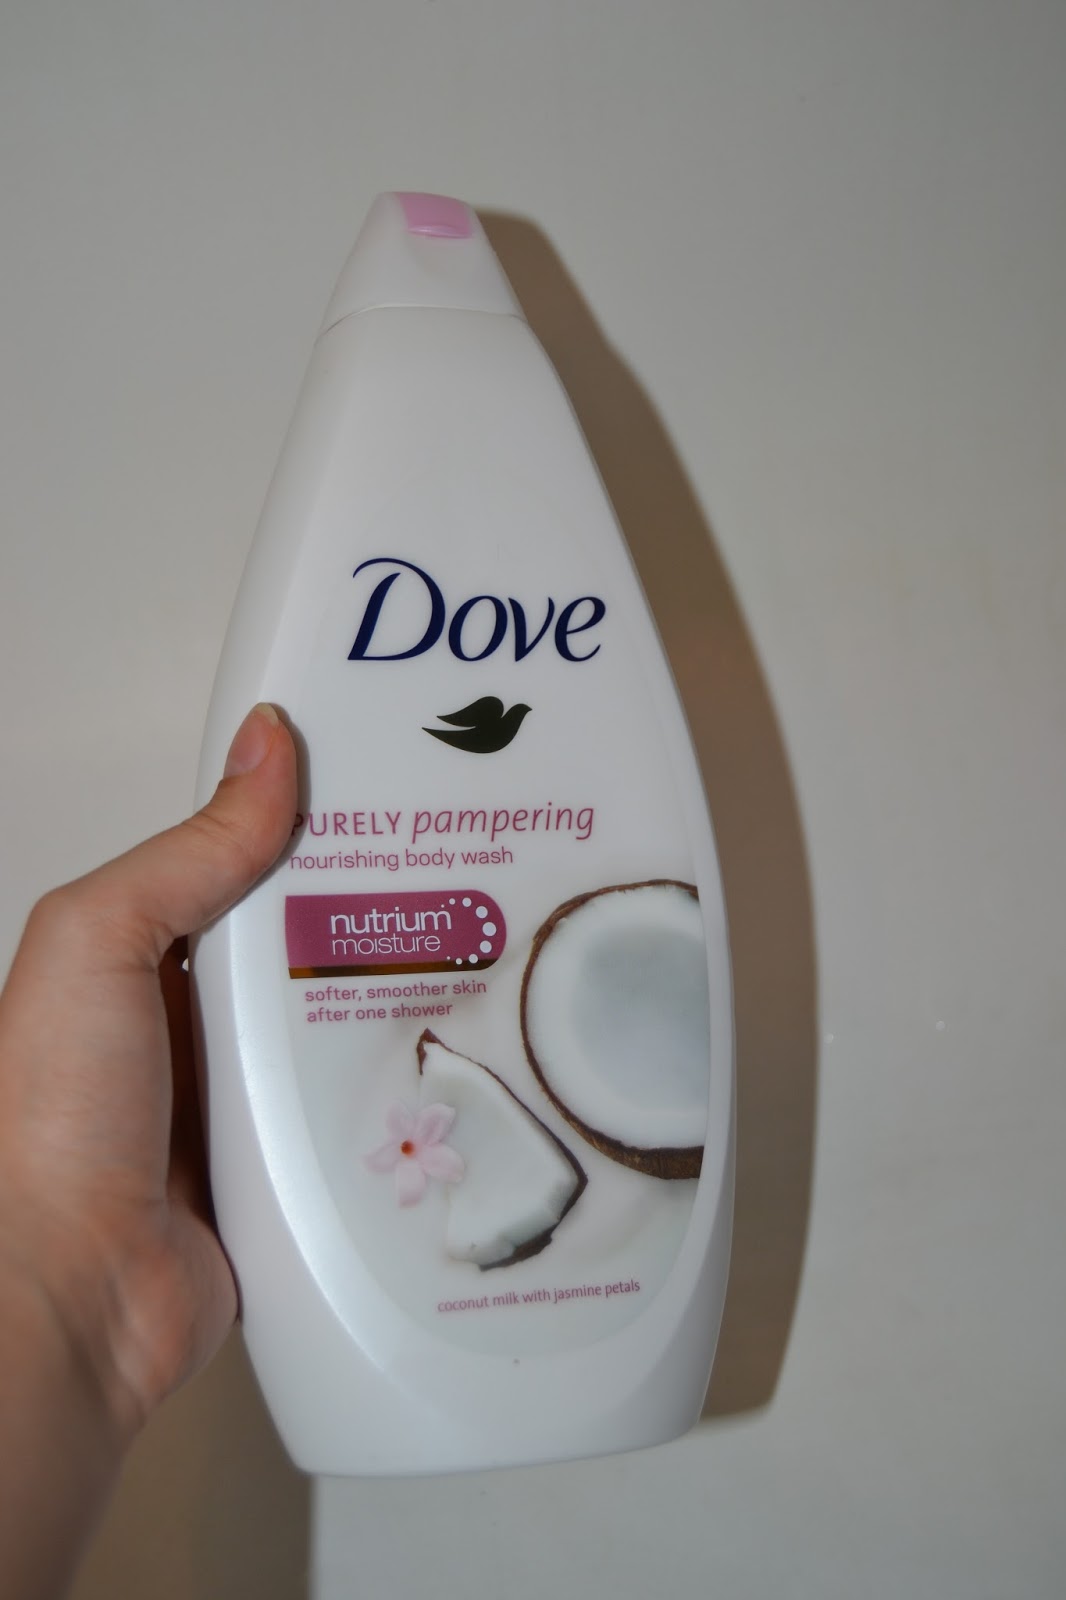 Dove
PURELY pampering
nourishing body wash
nutrium
moisture
softer, smoother skin
after one shower
coconut milk with jasmine petals